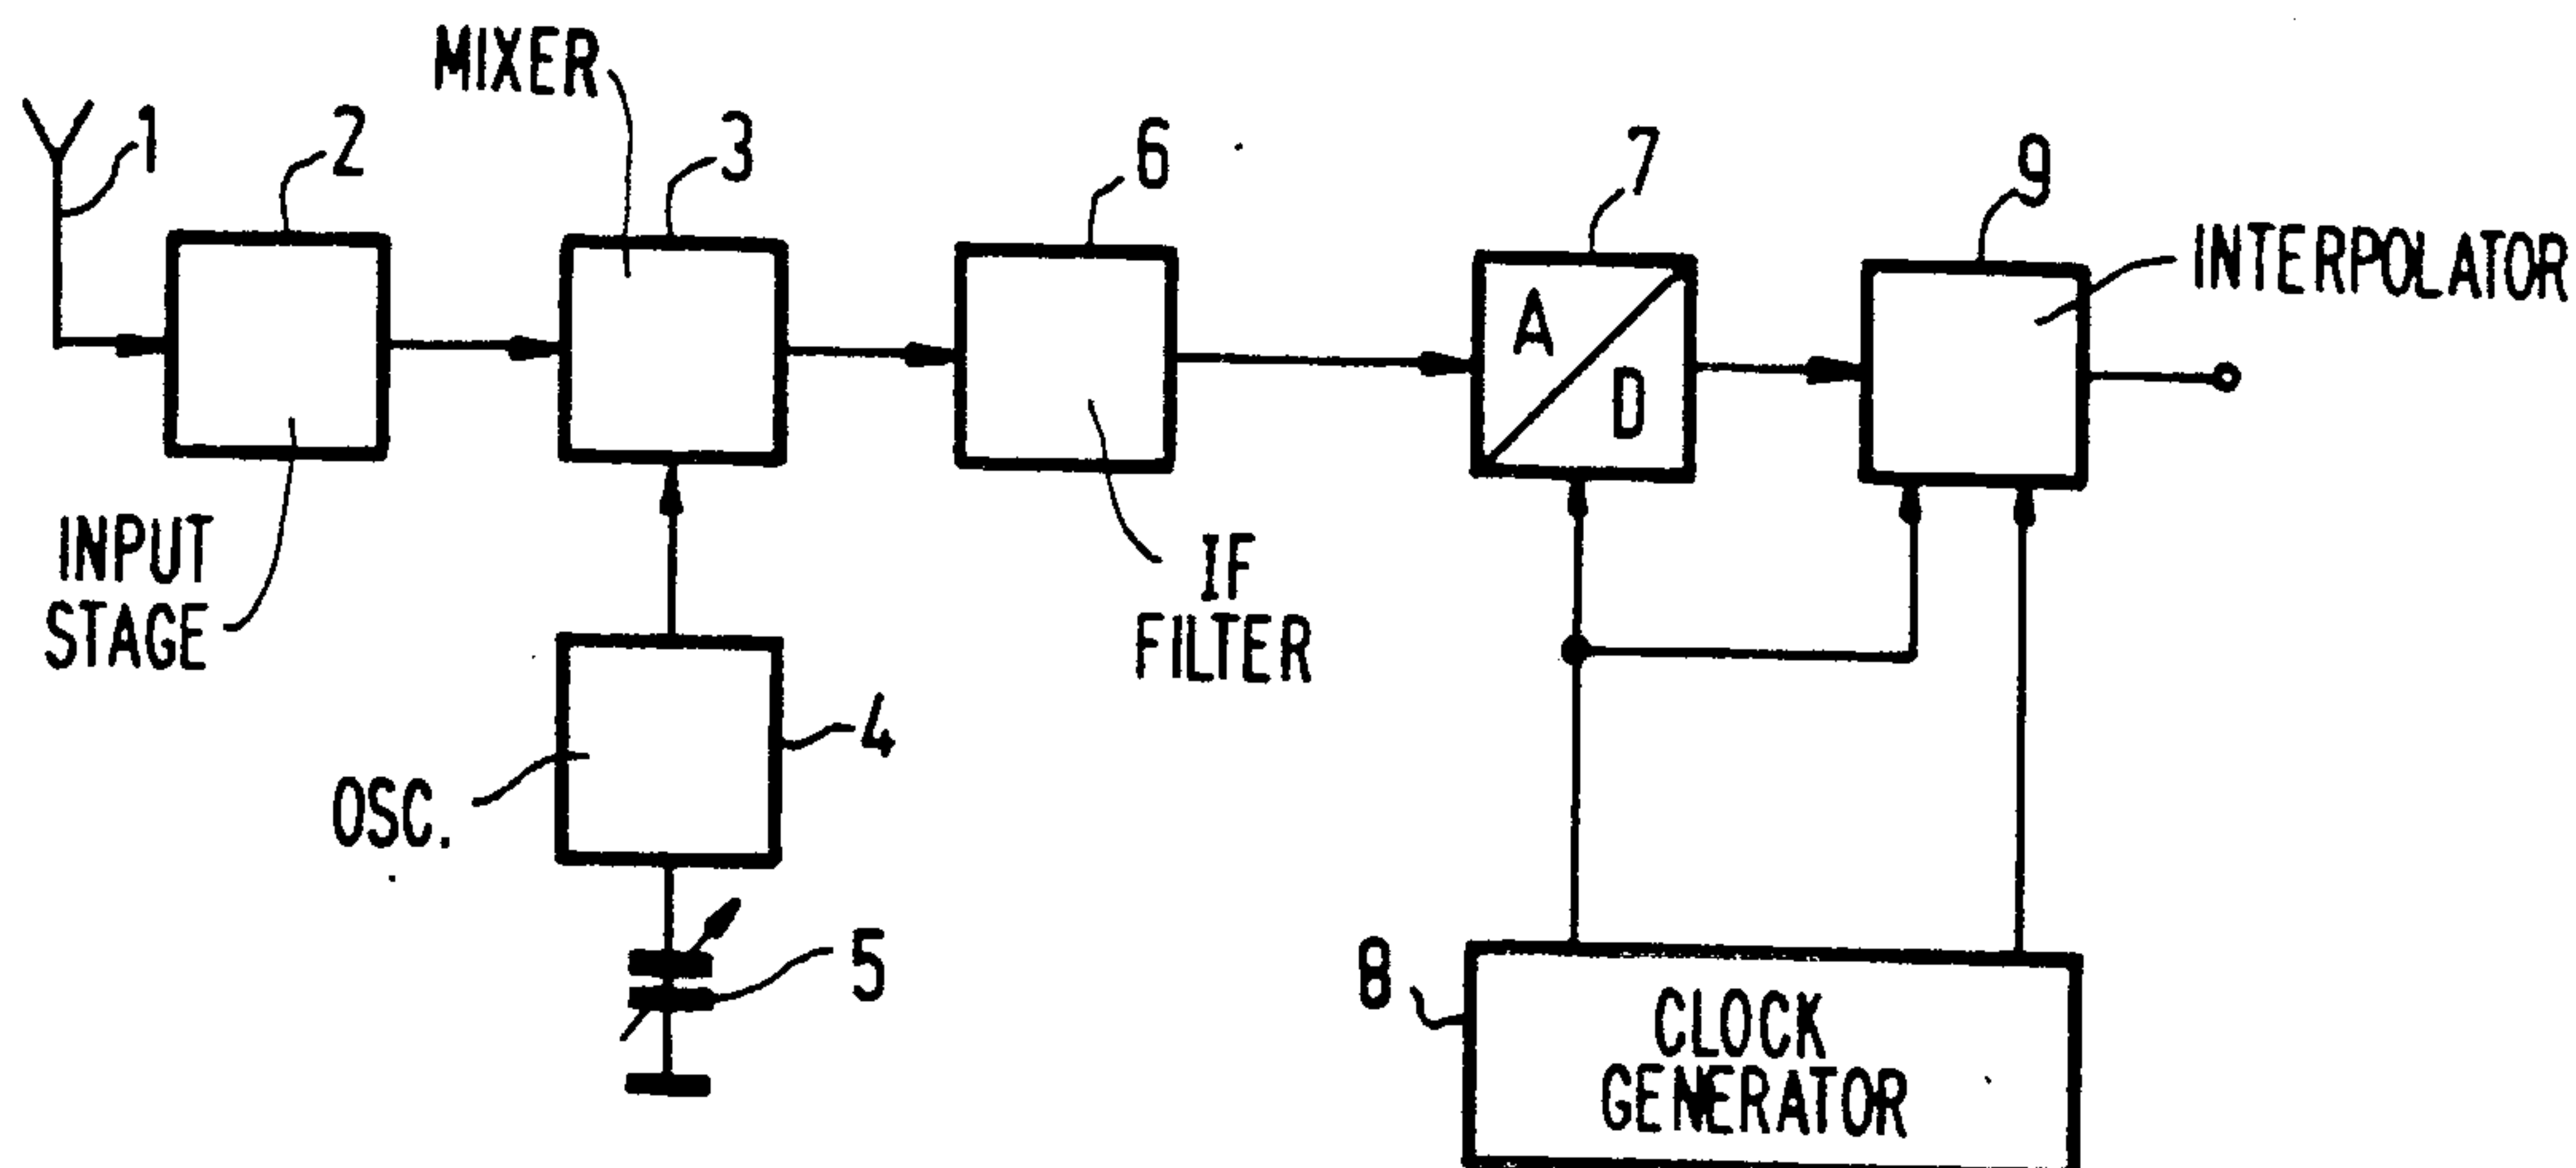 MIXER
1
2
3
6
7
9
INTERPOLATOR
A
D
INPUT
STAGE
IF
FILTER
4
OSC.
5
8
CLOCK
GENERATOR